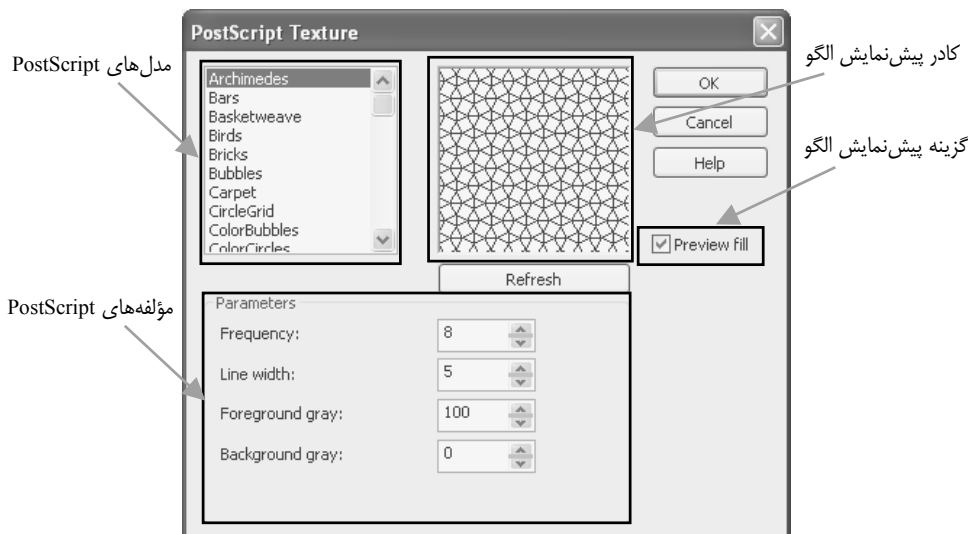 PostScript Texture
مدل‌های PostScript
کادر پیش‌نمایش الگو
Archimedes
Bars
Basketweave
Birds
Bricks
Bubbles
Carpet
CircleGrid
ColorBubbles
ColorCircles
OK
Cancel
Help
گزینه پیش‌نمایش الگو
Preview fill
Refresh
مؤلفه‌های PostScript
Parameters
Frequency: 8
Line width: 5
Foreground gray: 100
Background gray: 0